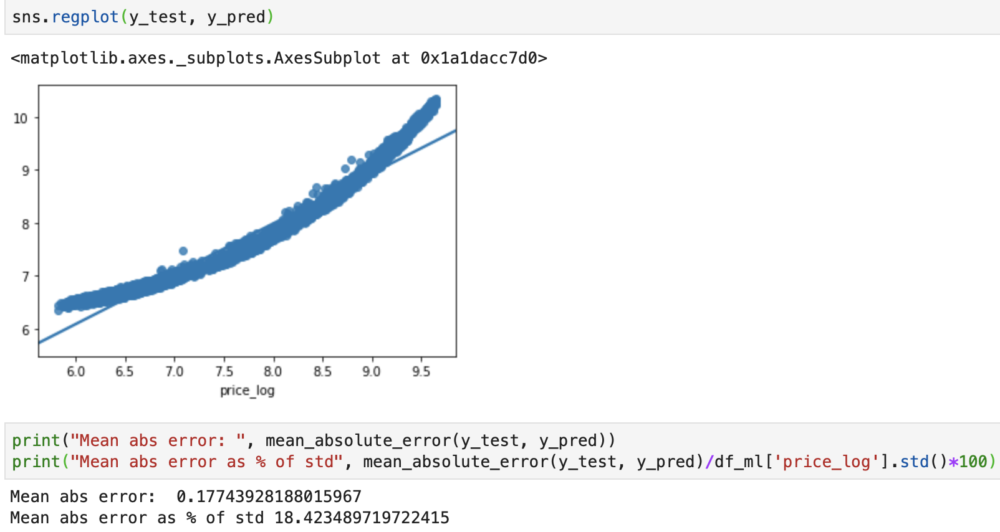 sns.regplot(y_test, y_pred)
<matplotlib.axes._subplots.AxesSubplot at 0x1a1dacc7d0>
10
9
8
7
6
6.0 6.5 7.0 7.5 8.0 8.5 9.0 9.5
price_log
print("Mean abs error: ", mean_absolute_error(y_test, y_pred))
print("Mean abs error as % of std", mean_absolute_error(y_test, y_pred)/df_ml['price_log'].std()*100)
Mean abs error:  0.17743928188015967
Mean abs error as % of std 18.423489719722415